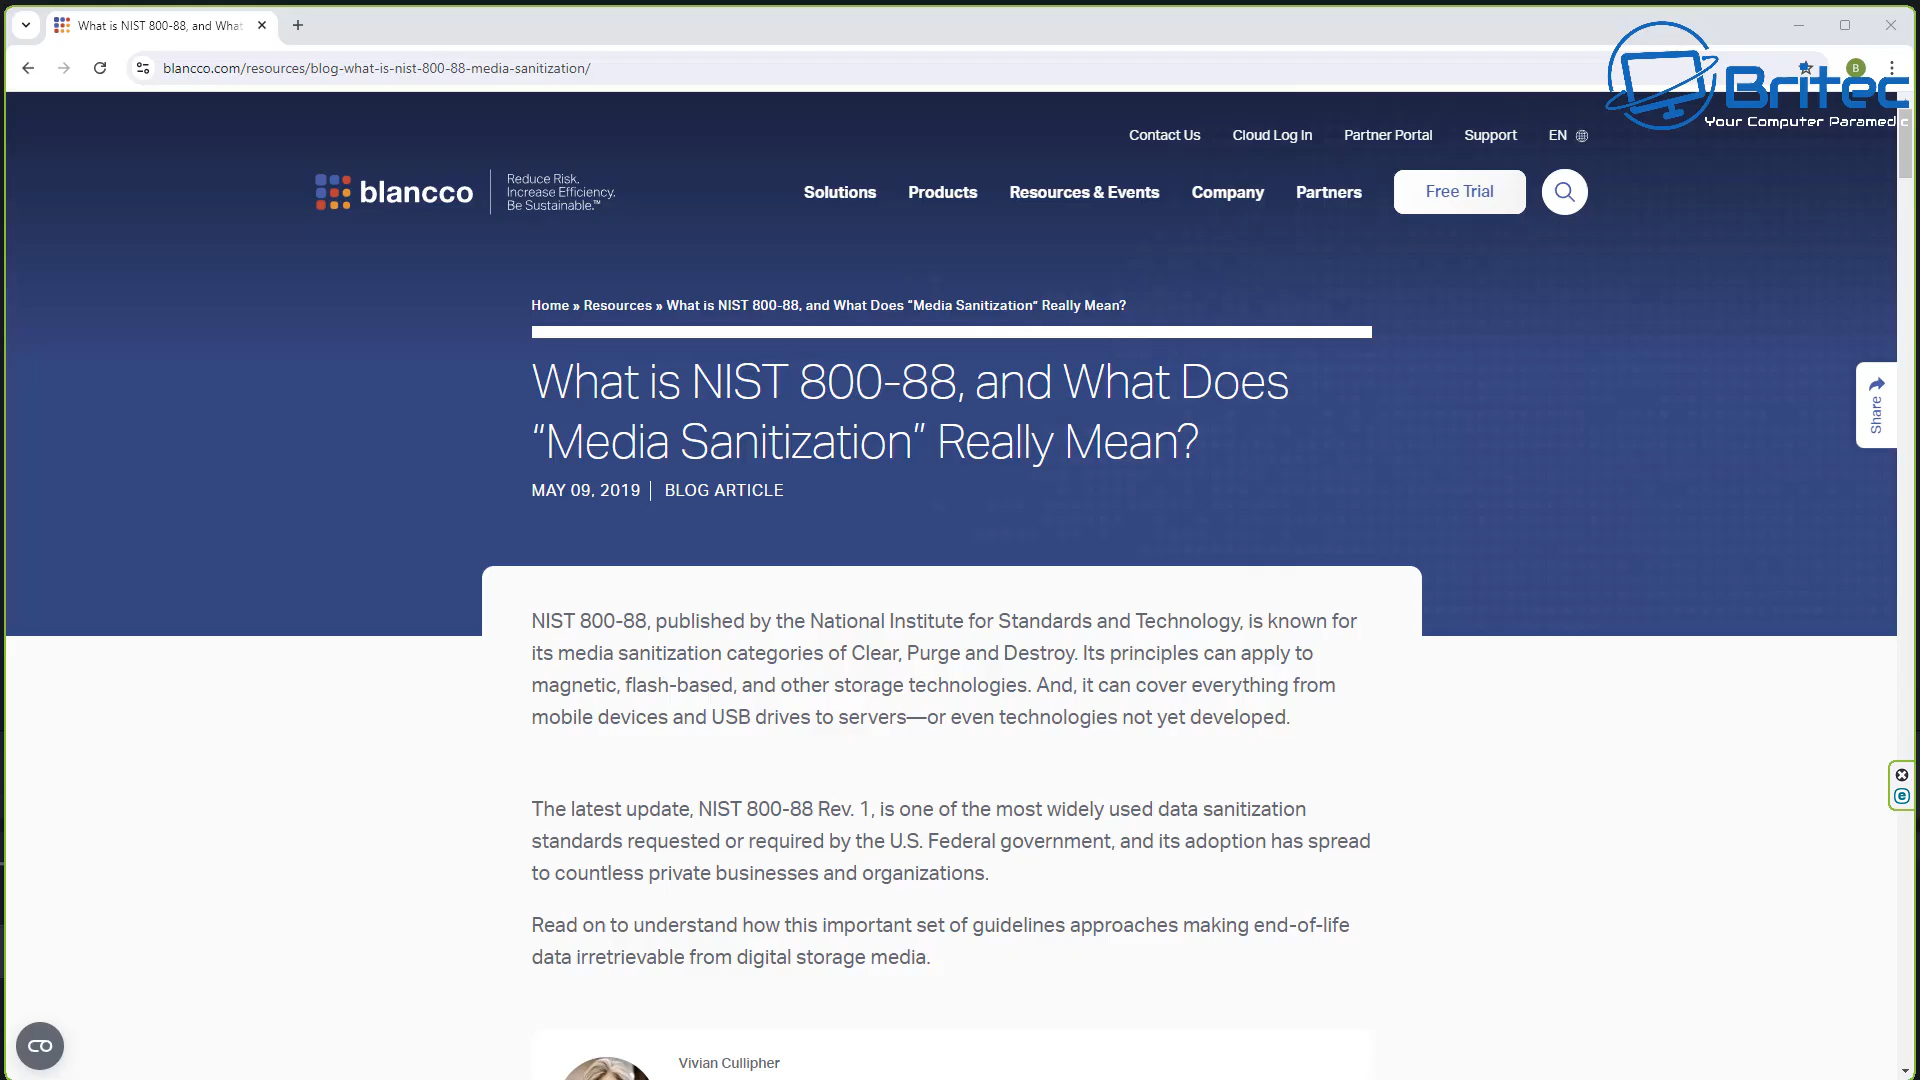 What is NIST 800-88, and What
blancco.com/resources/blog-what-is-nist-800-88-media-sanitization/
B
Britec
Your Computer Paramedic
Contact Us Cloud Log In Partner Portal Support EN
blancco
Reduce Risk.
Increase Efficiency.
Be Sustainable.™
Solutions Products Resources & Events Company Partners Free Trial
Home » Resources » What is NIST 800-88, and What Does “Media Sanitization” Really Mean?
What is NIST 800-88, and What Does
“Media Sanitization” Really Mean?
MAY 09, 2019 | BLOG ARTICLE
Share
NIST 800-88, published by the National Institute for Standards and Technology, is known for
its media sanitization categories of Clear, Purge and Destroy. Its principles can apply to
magnetic, flash-based, and other storage technologies. And, it can cover everything from
mobile devices and USB drives to servers—or even technologies not yet developed.
The latest update, NIST 800-88 Rev. 1, is one of the most widely used data sanitization
standards requested or required by the U.S. Federal government, and its adoption has spread
to countless private businesses and organizations.
Read on to understand how this important set of guidelines approaches making end-of-life
data irretrievable from digital storage media.
Vivian Cullipher